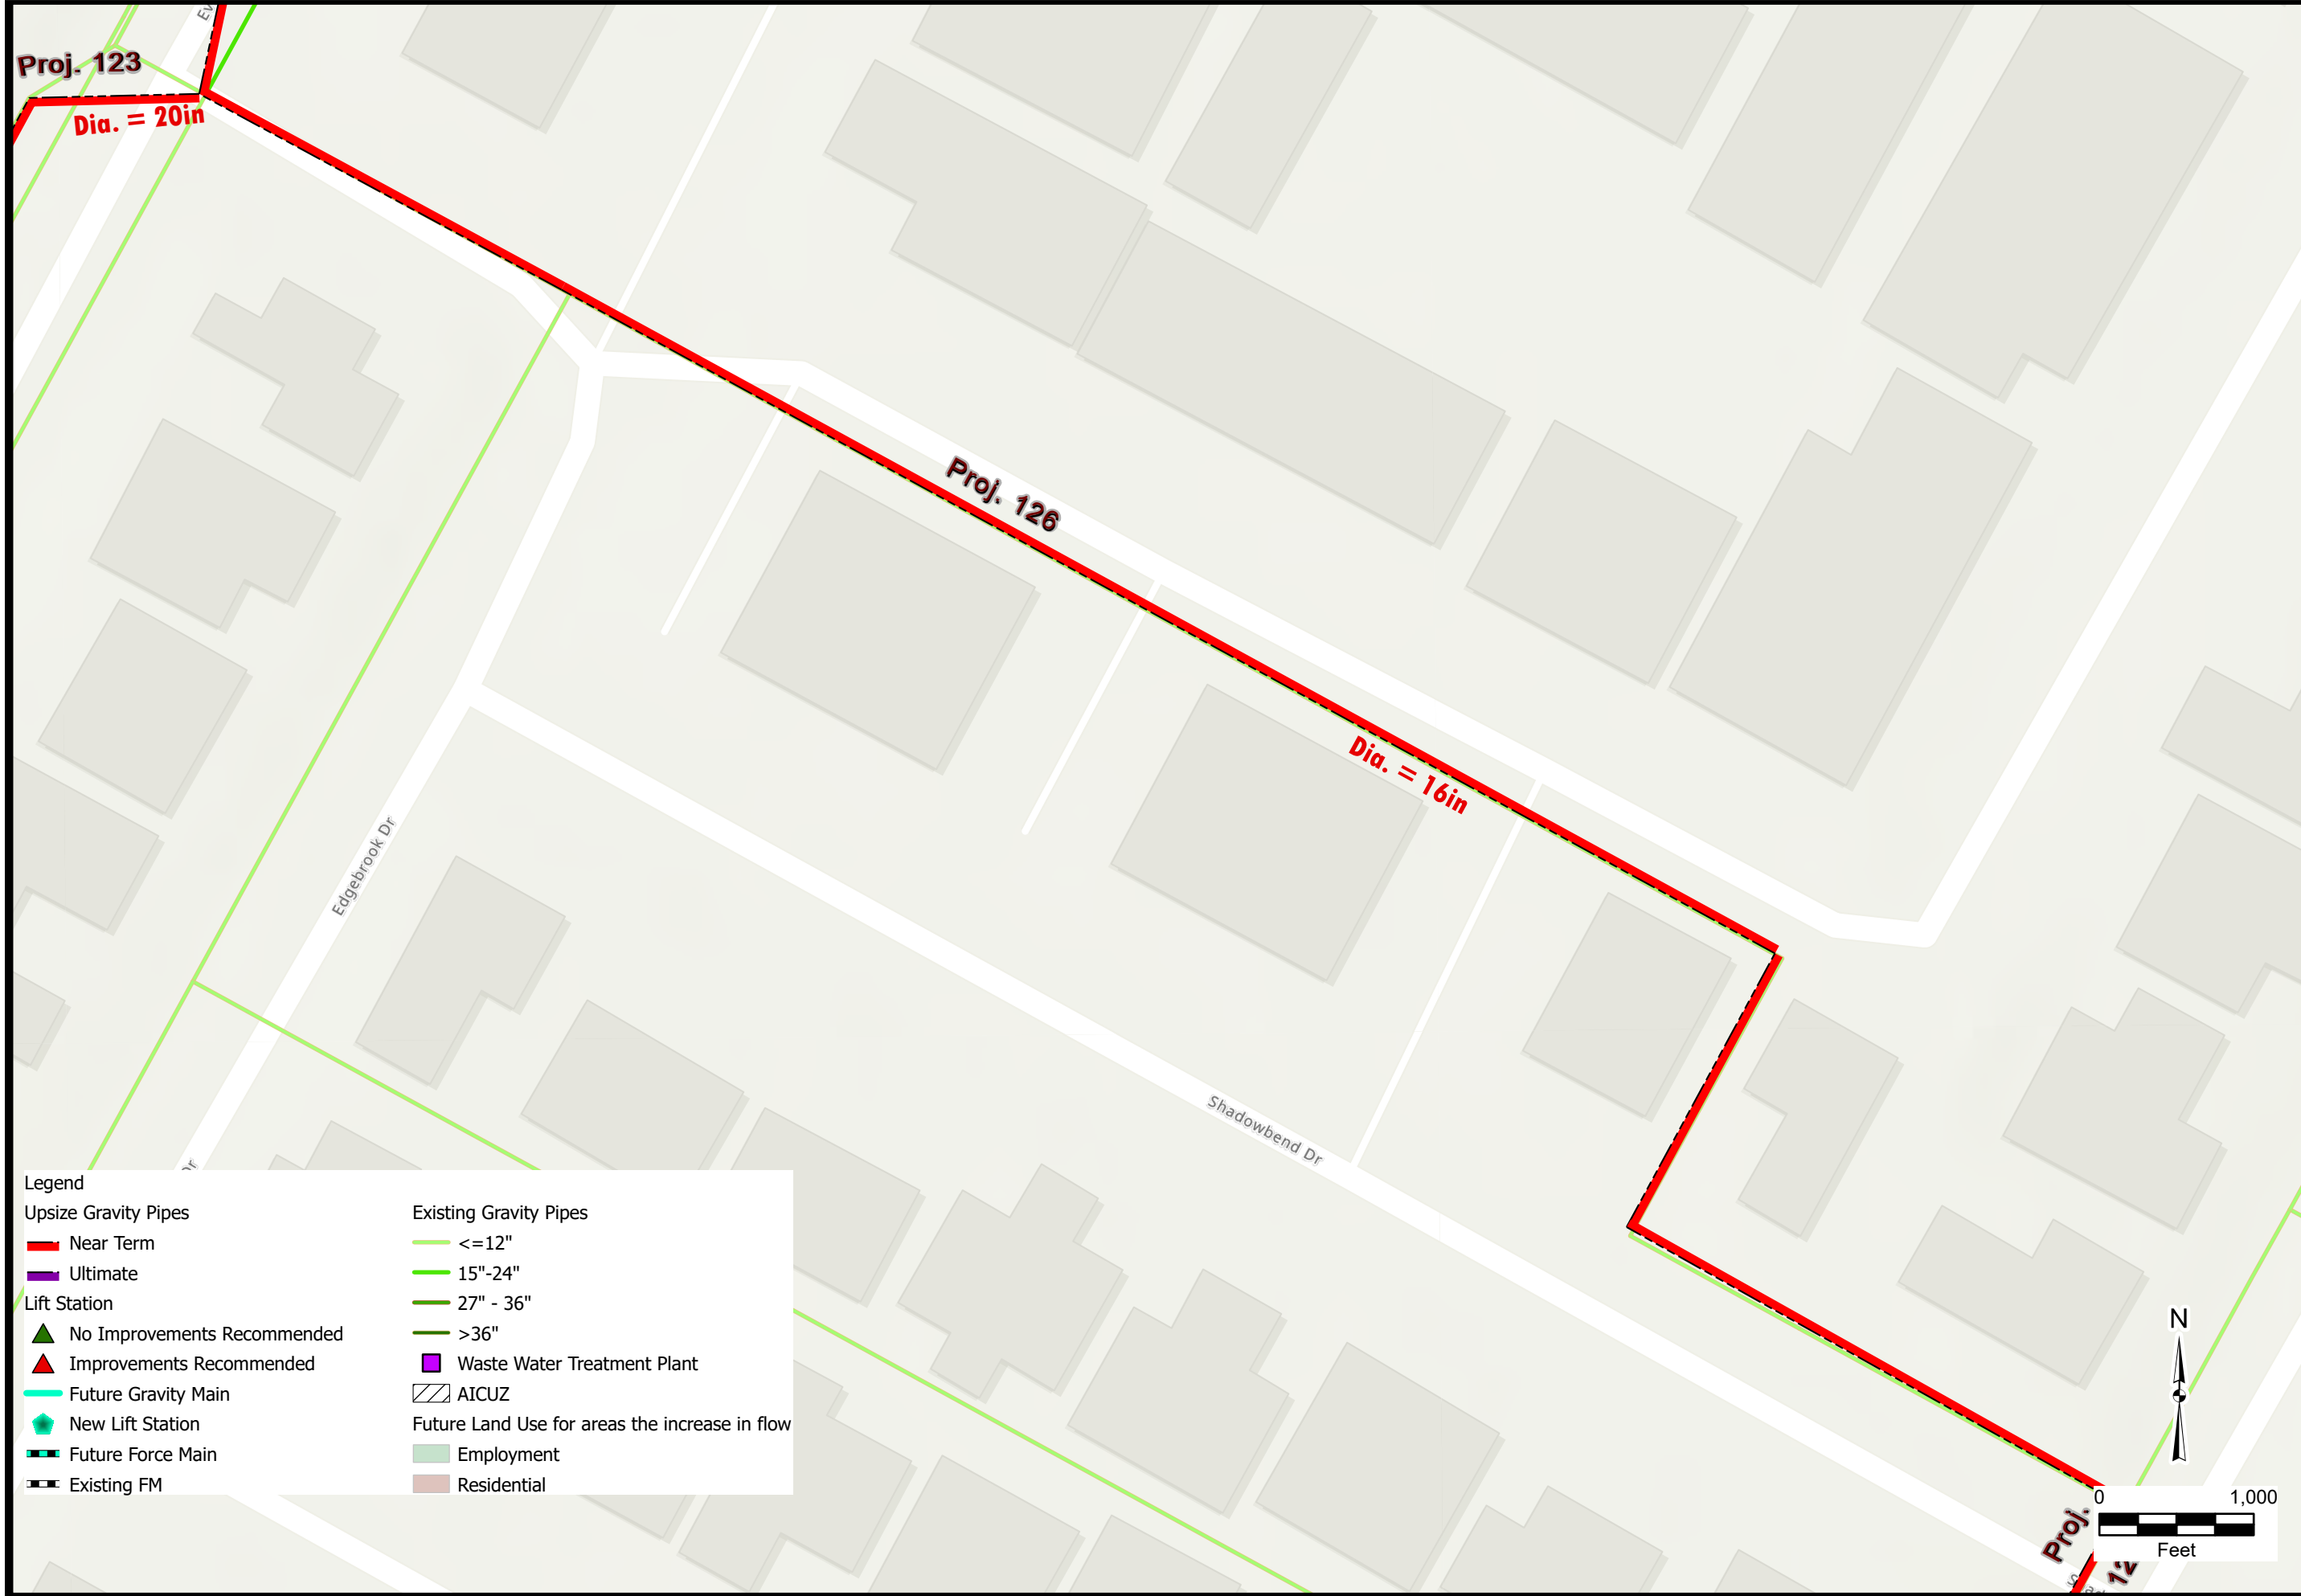 Proj. 123
Dia. = 20in
Proj. 126
Dia. = 16in
Edgebrook Dr
Shadowbend Dr
Dr
Legend
Upsize Gravity Pipes
Near Term
Ultimate
Lift Station
No Improvements Recommended
Improvements Recommended
Future Gravity Main
New Lift Station
Future Force Main
Existing FM
Existing Gravity Pipes
<=12"
15"-24"
27" - 36"
>36"
Waste Water Treatment Plant
AICUZ
Future Land Use for areas the increase in flow
Employment
Residential
N
0 1,000
Feet
Proj.